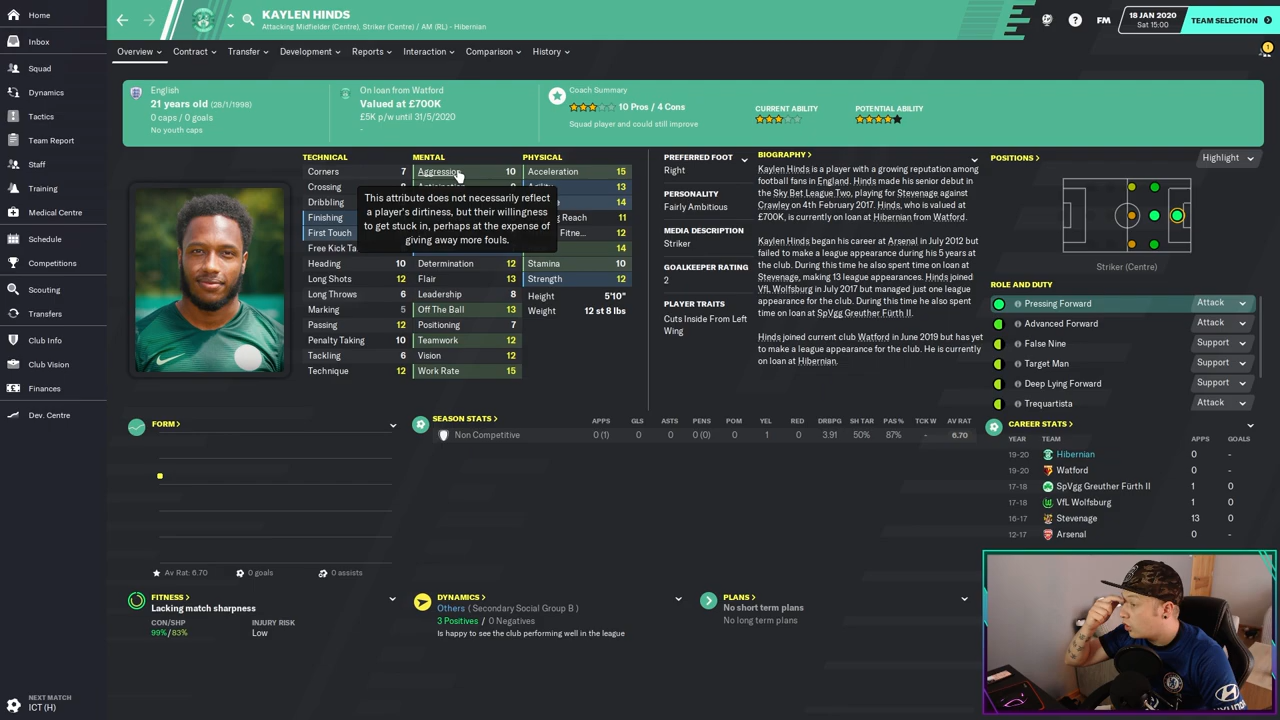 Home
Inbox
Squad
Dynamics
Tactics
Team Report
Staff
Training
Medical Centre
Schedule
Competitions
Scouting
Transfers
Club Info
Club Vision
Finances
Dev. Centre
NEXT MATCH
ICT (H)
KAYLEN HINDS
Attacking Midfielder (Centre), Striker (Centre) / AM (RL) - Hibernian
FM
18 JAN 2020
Sat 15:00
TEAM SELECTION
1
Overview
Contract
Transfer
Development
Reports
Interaction
Comparison
History
English
21 years old (28/1/1998)
0 caps / 0 goals
No youth caps
On loan from Watford
Valued at £700K
£5K p/w until 31/5/2020
-
Coach Summary
10 Pros / 4 Cons
Squad player and could still improve
CURRENT ABILITY
POTENTIAL ABILITY
TECHNICAL
Corners 7
Crossing 8
Dribbling
Finishing
First Touch
Free Kick Ta
Heading 10
Long Shots 12
Long Throws 6
Marking 5
Passing 12
Penalty Taking 10
Tackling 6
Technique 12
MENTAL
Aggression 10
Anticipation 9
This attribute does not necessarily reflect
a player's dirtiness, but their willingness
to get stuck in, perhaps at the expense of
giving away more fouls.
Determination 12
Flair 13
Leadership 8
Off The Ball 13
Positioning 7
Teamwork 12
Vision 12
Work Rate 15
PHYSICAL
Acceleration 15
Agility 13
14
g Reach 11
Fitne... 12
14
Stamina 10
Strength 12
Height 5'10"
Weight 12 st 8 lbs
PREFERRED FOOT
Right
PERSONALITY
Fairly Ambitious
MEDIA DESCRIPTION
Striker
GOALKEEPER RATING
2
PLAYER TRAITS
Cuts Inside From Left
Wing
BIOGRAPHY >
Kaylen Hinds is a player with a growing reputation among
football fans in England. Hinds made his senior debut in
the Sky Bet League Two, playing for Stevenage against
Crawley on 4th February 2017. Hinds, who is valued at
£700K, is currently on loan at Hibernian from Watford.
Kaylen Hinds began his career at Arsenal in July 2012 but
failed to make a league appearance during his 5 years at
the club. During this time he also spent time on loan at
Stevenage, making 13 league appearances. Hinds joined
VfL Wolfsburg in July 2017 but managed just one league
appearance for the club. During this time he also spent
time on loan at SpVgg Greuther Fürth II.
Hinds joined current club Watford in June 2019 but has yet
to make a league appearance for the club. He is currently
on loan at Hibernian.
POSITIONS >
Highlight
Striker (Centre)
ROLE AND DUTY
Pressing Forward Attack
Advanced Forward Attack
False Nine Support
Target Man Support
Deep Lying Forward Support
Trequartista Attack
FORM >
Av Rat: 6.70
0 goals
0 assists
SEASON STATS >
APPS GLS ASTS PENS POM YEL RED DRBPG SH TAR PAS % TCK W AV RAT
Non Competitive 0 (1) 0 0 0 (0) 0 1 0 3.91 50% 87% - 6.70
CAREER STATS >
YEAR TEAM APPS GOALS
19-20 Hibernian 0 -
19-20 Watford 0 -
17-18 SpVgg Greuther Fürth II 1 0
17-18 VfL Wolfsburg 1 0
16-17 Stevenage 13 0
12-17 Arsenal 0 -
FITNESS >
Lacking match sharpness
CON/SHP
99%/83%
INJURY RISK
Low
DYNAMICS >
Others ( Secondary Social Group B )
3 Positives / 0 Negatives
Is happy to see the club performing well in the league
PLANS >
No short term plans
No long term plans